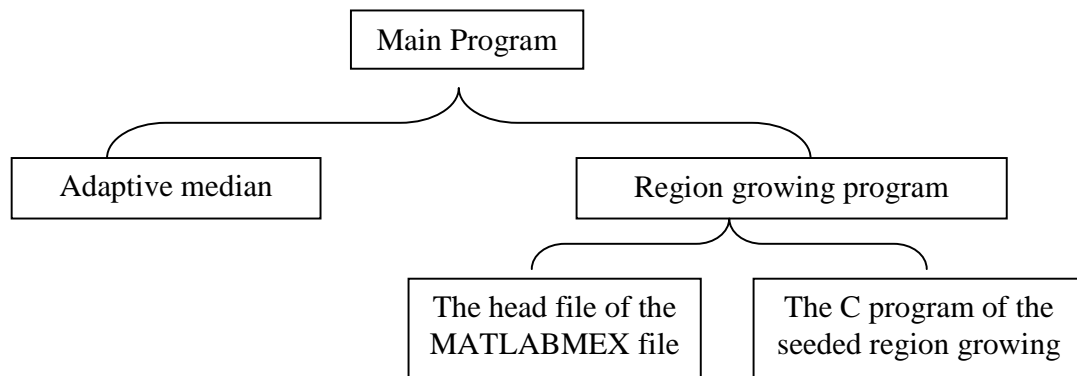 Main Program
Adaptive median
Region growing program
The head file of the
MATLABMEX file
The C program of the
seeded region growing